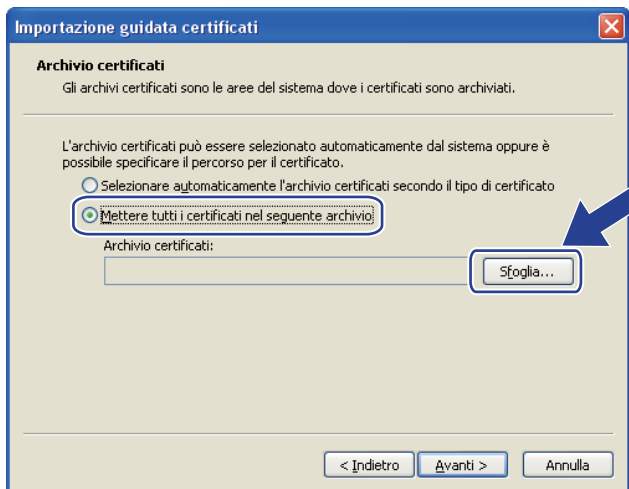 Importazione guidata certificati
Archivio certificati
Gli archivi certificati sono le aree del sistema dove i certificati sono archiviati.
L'archivio certificati può essere selezionato automaticamente dal sistema oppure è
possibile specificare il percorso per il certificato.
Selezionare automaticamente l'archivio certificati secondo il tipo di certificato
Mettere tutti i certificati nel seguente archivio
Archivio certificati:
Sfoglia...
< Indietro
Avanti >
Annulla